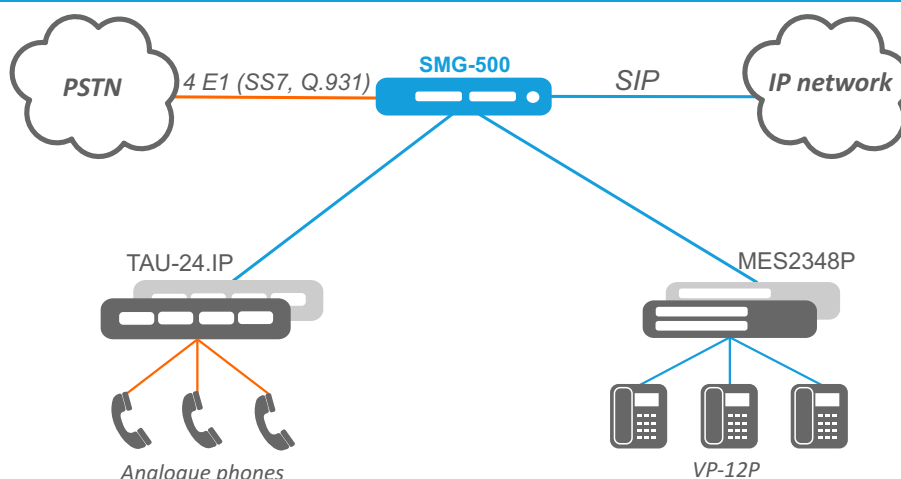 SMG-500
PSTN
4 E1 (SS7, Q.931)
SIP
IP network
TAU-24.IP
MES2348P
Analogue phones
VP-12P